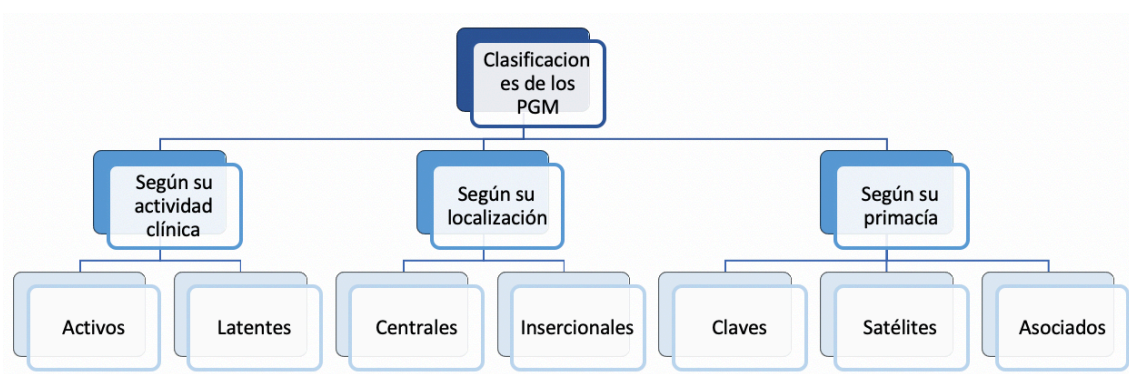 Clasificacion
es de los
PGM
Según su
actividad
clínica
Según su
localización
Según su
primacía
Activos
Latentes
Centrales
Insercionales
Claves
Satélites
Asociados